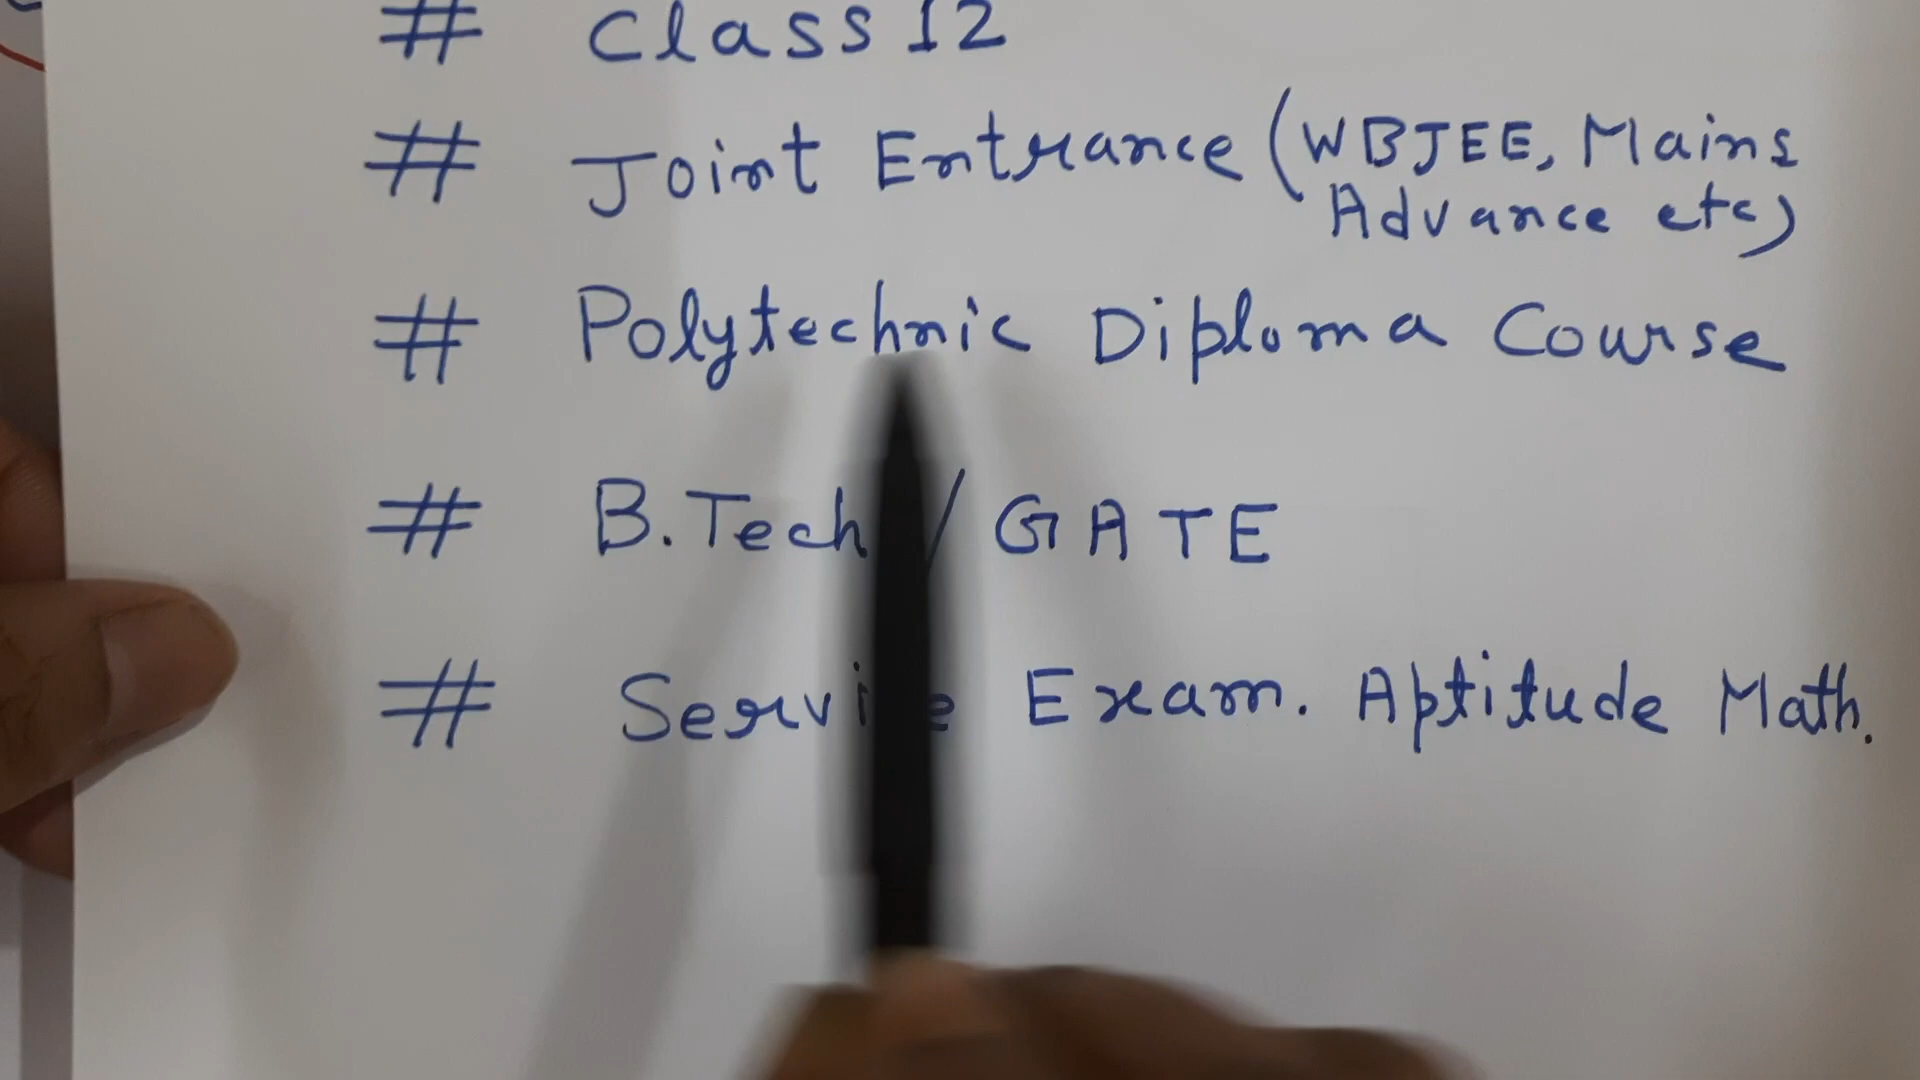 # Class 12
# Joint Entrance (WBJEE, Mains
Advance etc)
# Polytechnic Diploma Course
# B.Tech / GATE
# Exam. Aptitude Math.